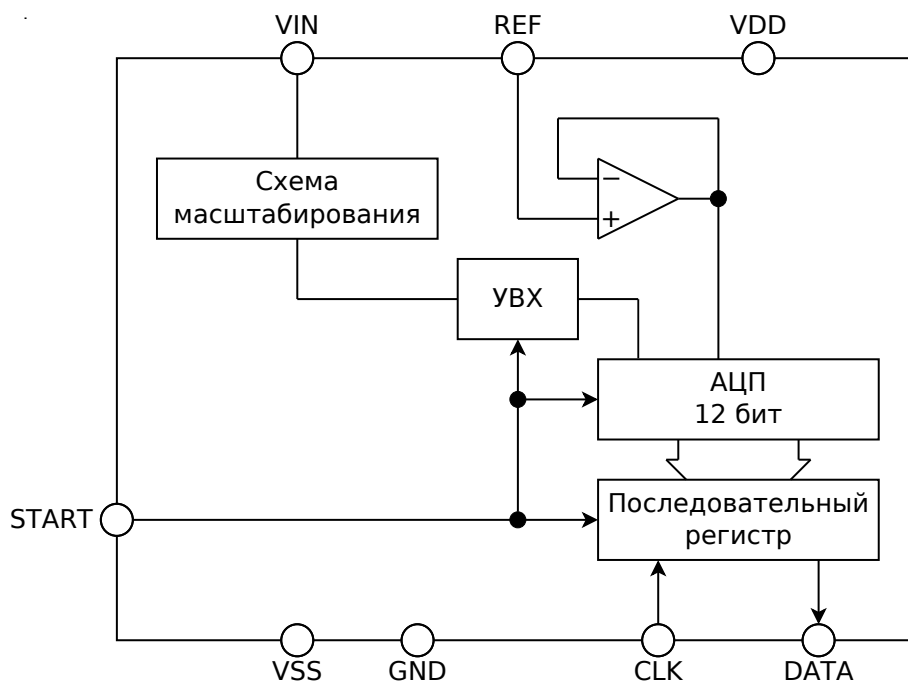 VIN
REF
VDD
Схема
масштабирования
−
+
УВХ
АЦП
12 бит
START
Последовательный
регистр
VSS
GND
CLK
DATA